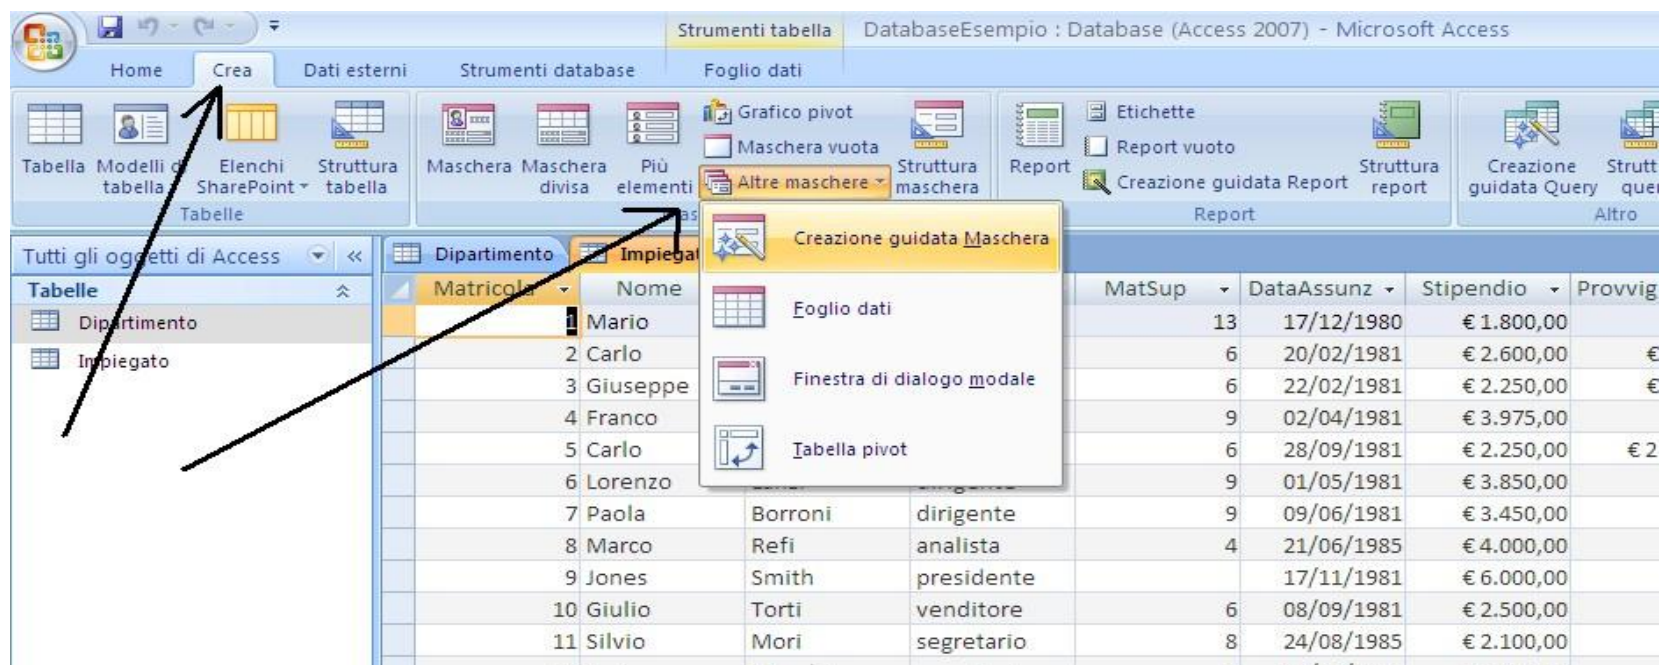 Strumenti tabella DatabaseEsempio : Database (Access 2007) - Microsoft Access
Home Crea Dati esterni Strumenti database Foglio dati
Tabella
Modelli di
tabella
Elenchi
SharePoint
Struttura
tabella
Tabelle
Maschera
Maschera
divisa
Più
elementi
Grafico pivot
Maschera vuota
Altre maschere
Struttura
maschera
Report
Etichette
Report vuoto
Creazione guidata Report
Struttura
report
Report
Creazione
guidata Query
Altro
Creazione guidata Maschera
Foglio dati
Finestra di dialogo modale
Tabella pivot
Tutti gli oggetti di Access «
Tabelle
Dipartimento
Impiegato
Dipartimento
Matricola Nome MatSup DataAssunz Stipendio
1 Mario 13 17/12/1980 € 1.800,00
2 Carlo 6 20/02/1981 € 2.600,00 €
3 Giuseppe 6 22/02/1981 € 2.250,00 €
4 Franco 9 02/04/1981 € 3.975,00
5 Carlo 6 28/09/1981 € 2.250,00 € 2
6 Lorenzo 9 01/05/1981 € 3.850,00
7 Paola Borroni dirigente 9 09/06/1981 € 3.450,00
8 Marco Refi analista 4 21/06/1985 € 4.000,00
9 Jones Smith presidente 17/11/1981 € 6.000,00
10 Giulio Torti venditore 6 08/09/1981 € 2.500,00
11 Silvio Mori segretario 8 24/08/1985 € 2.100,00